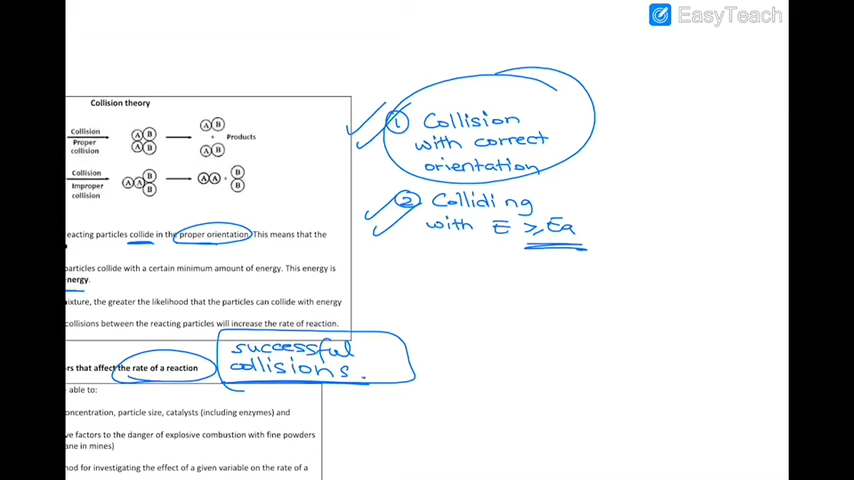 EasyTeach
Collision theory
Collision
Proper
collision
A B
A B
A B
+
A B
Products
Collision
Improper
collision
A A B
B
A A + B
B
eacting particles collide in the proper orientation. This means that the
particles collide with a certain minimum amount of energy. This energy is
nergy.
ixture, the greater the likelihood that the particles can collide with energy
collisions between the reacting particles will increase the rate of reaction.
rs that affect the rate of a reaction
able to:
oncentration, particle size, catalysts (including enzymes) and
ve factors to the danger of explosive combustion with fine powders
ane in mines)
hod for investigating the effect of a given variable on the rate of a
① Collision
with correct
orientation
② Colliding
with E ≥ Ea
successful
collisions.